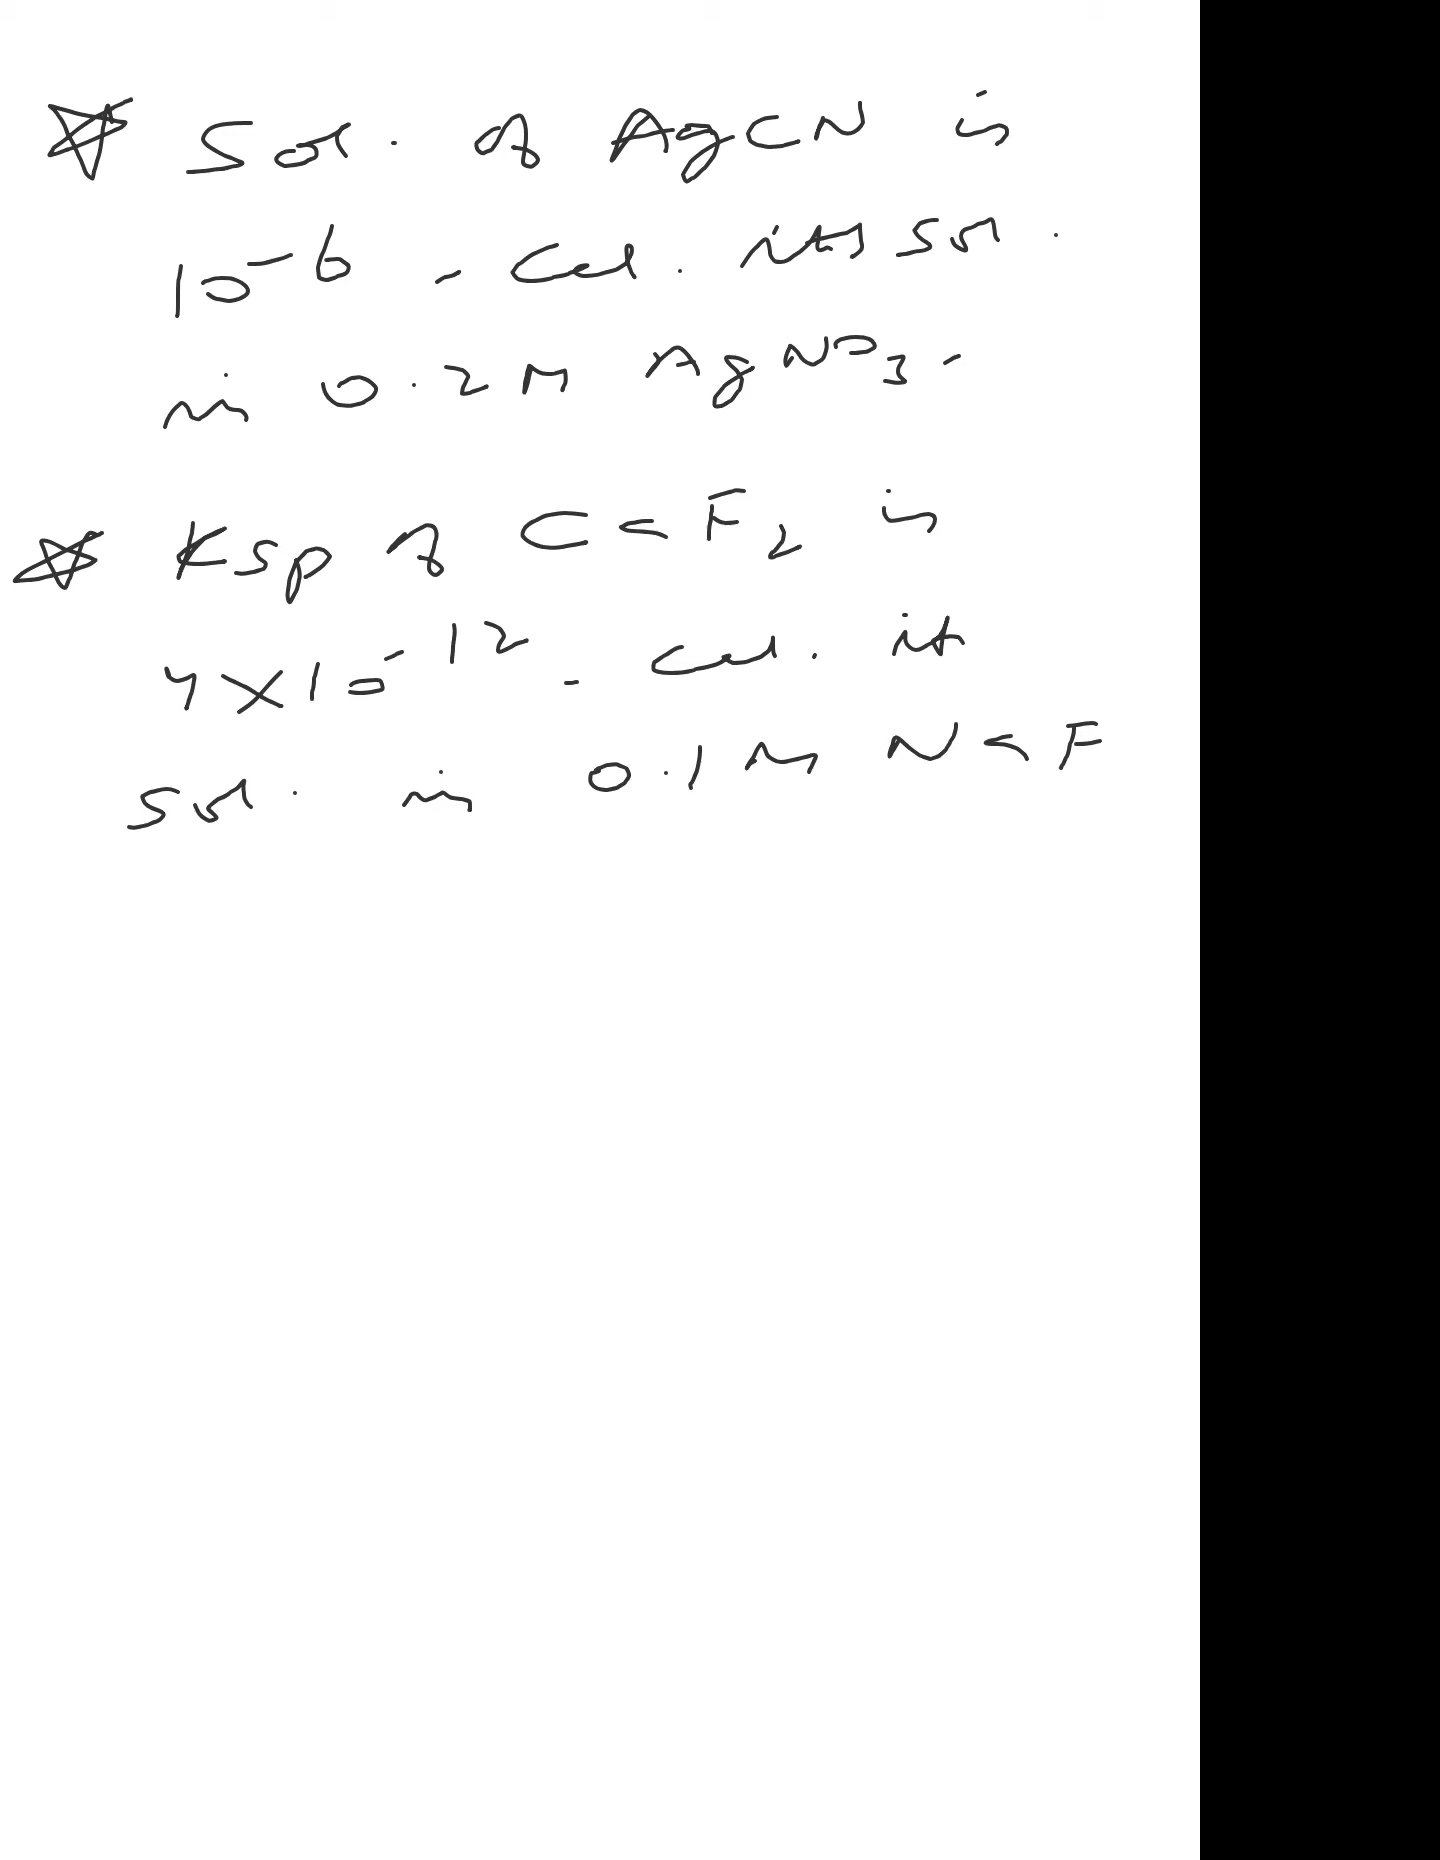 ☆ Sol. of AgCN is
10⁻⁶. Cal. its sol.
in 0.2M AgNO₃.
☆ Ksp of CaF₂ is
4×10⁻¹². Cal. it
sol. in 0.1M NaF